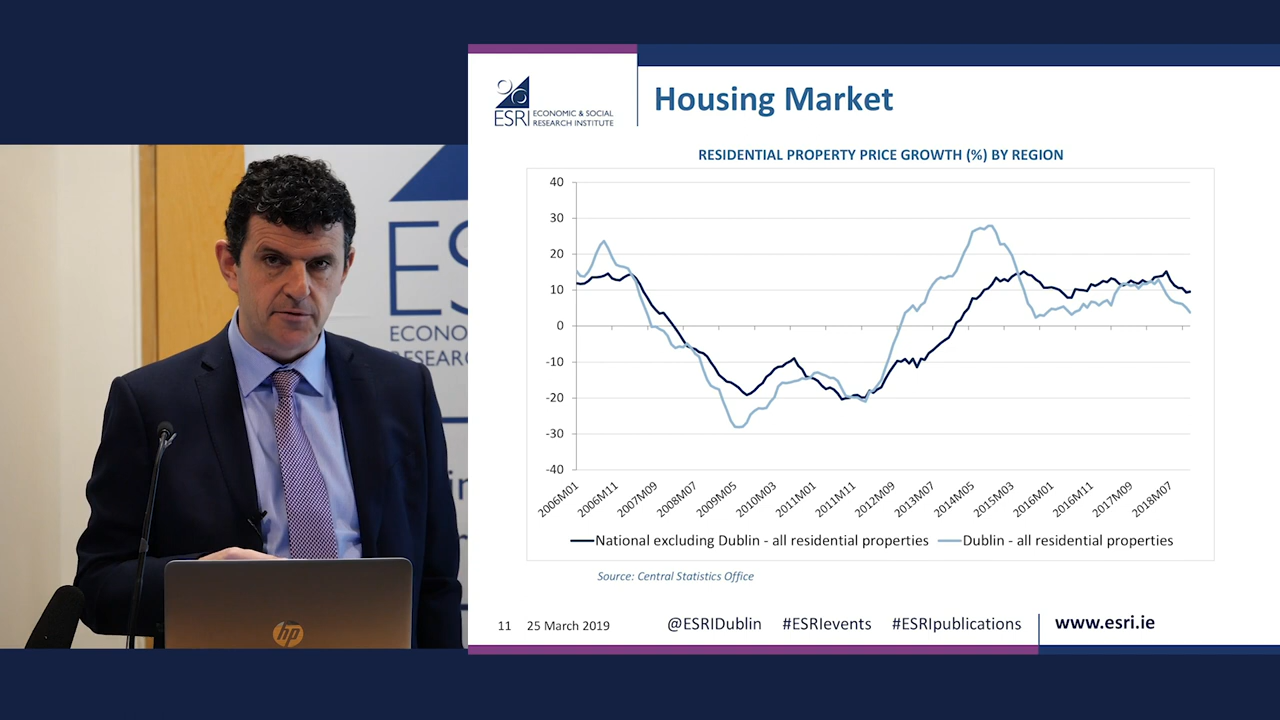 ES
ECONO
RESEARC
hp
ESRI
ECONOMIC & SOCIAL
RESEARCH INSTITUTE
Housing Market
RESIDENTIAL PROPERTY PRICE GROWTH (%) BY REGION
40
30
20
10
0
-10
-20
-30
-40
2006M01 2006M11 2007M09 2008M07 2009M05 2010M03 2011M01 2011M11 2012M09 2013M07 2014M05 2015M03 2016M01 2016M11 2017M09 2018M07
National excluding Dublin - all residential properties Dublin - all residential properties
Source: Central Statistics Office
11 25 March 2019 @ESRIDublin #ESRIevents #ESRIpublications www.esri.ie